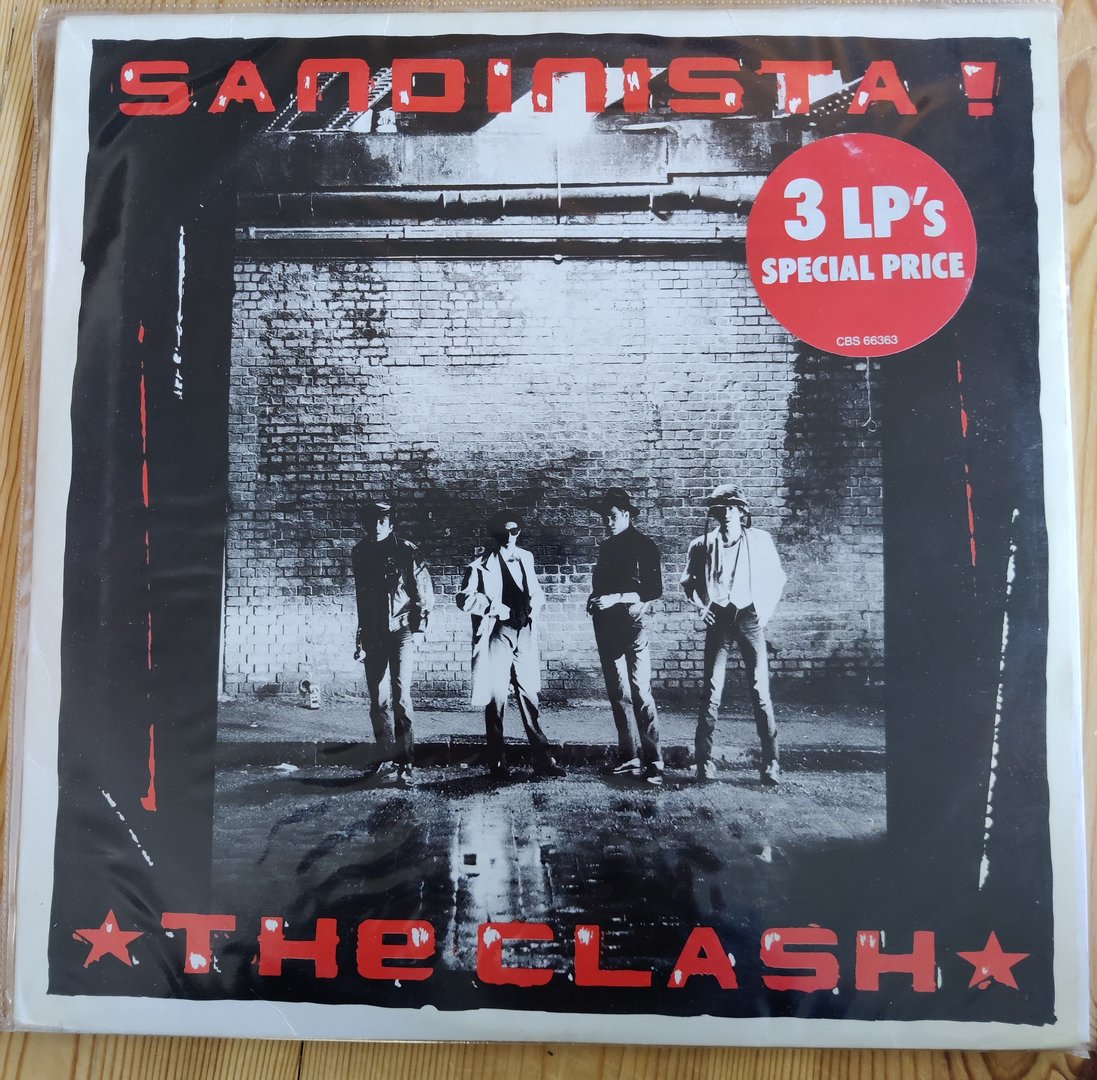 SANDINISTA!
3 LP's
SPECIAL PRICE
CBS 66363
★ THe CLASH ★